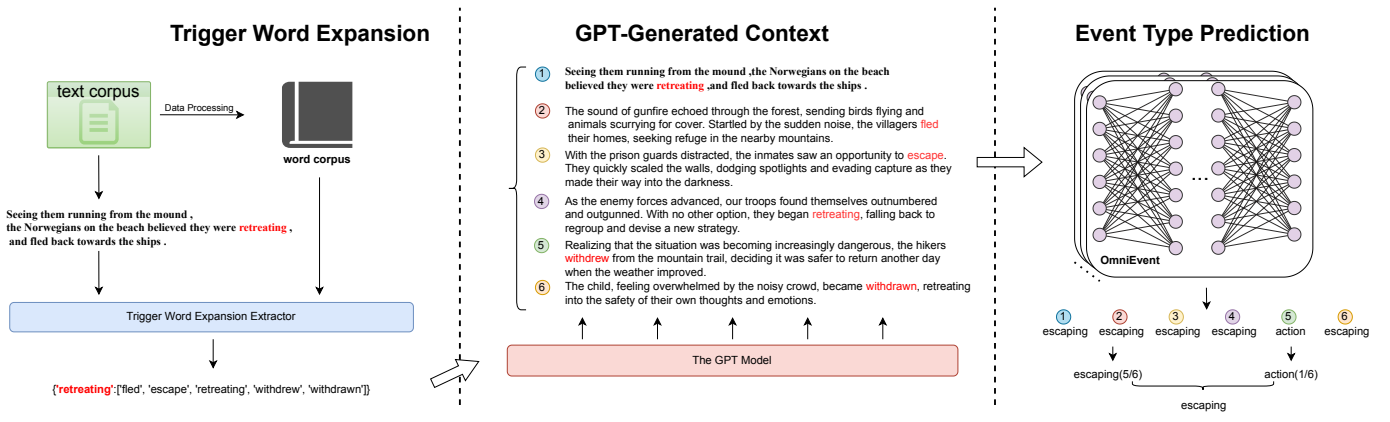 Trigger Word Expansion
text corpus
Data Processing
word corpus
Seeing them running from the mound ,
the Norwegians on the beach believed they were retreating ,
and fled back towards the ships .
Trigger Word Expansion Extractor
{'retreating':['fled', 'escape', 'retreating', 'withdrew', 'withdrawn']}
GPT-Generated Context
1 Seeing them running from the mound ,the Norwegians on the beach
believed they were retreating ,and fled back towards the ships .
2 The sound of gunfire echoed through the forest, sending birds flying and
animals scurrying for cover. Startled by the sudden noise, the villagers fled
their homes, seeking refuge in the nearby mountains.
3 With the prison guards distracted, the inmates saw an opportunity to escape.
They quickly scaled the walls, dodging spotlights and evading capture as they
made their way into the darkness.
4 As the enemy forces advanced, our troops found themselves outnumbered
and outgunned. With no other option, they began retreating, falling back to
regroup and devise a new strategy.
5 Realizing that the situation was becoming increasingly dangerous, the hikers
withdrew from the mountain trail, deciding it was safer to return another day
when the weather improved.
6 The child, feeling overwhelmed by the noisy crowd, became withdrawn, retreating
into the safety of their own thoughts and emotions.
The GPT Model
Event Type Prediction
OmniEvent
1 2 3 4 5 6
escaping escaping escaping escaping action escaping
escaping(5/6) action(1/6)
escaping